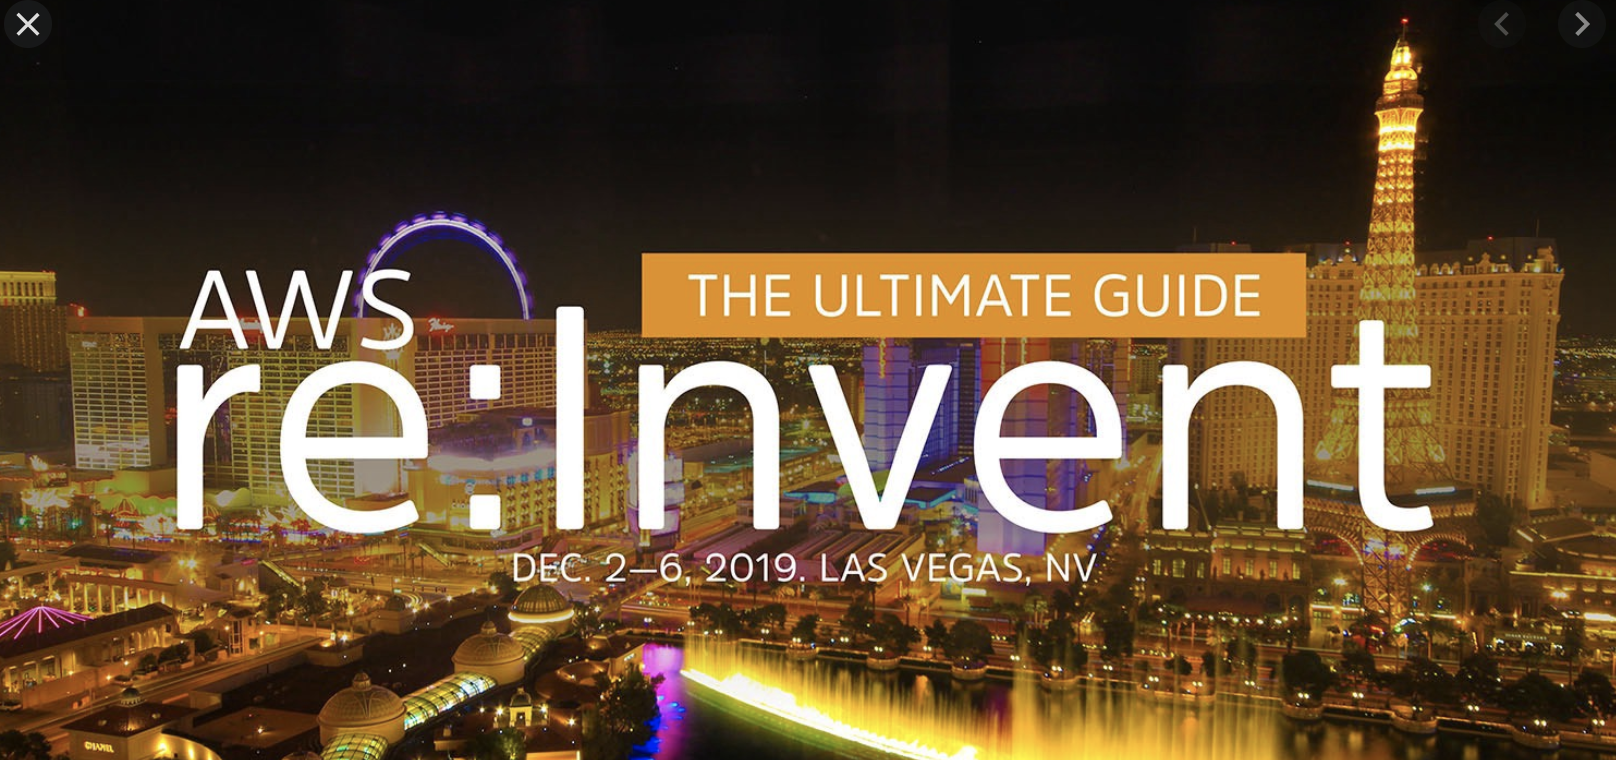 AWS
THE ULTIMATE GUIDE
re:Invent
DEC. 2–6, 2019. LAS VEGAS, NV